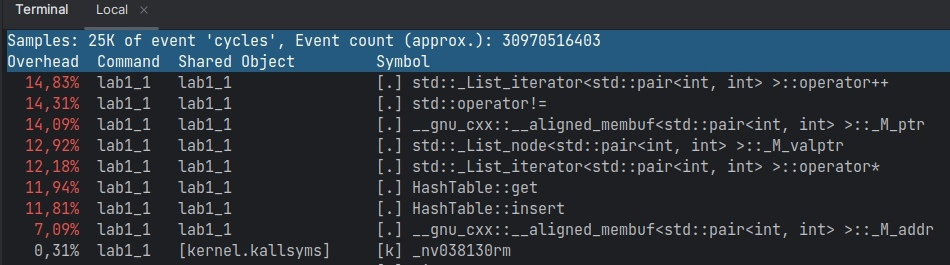 Terminal Local ×
Samples: 25K of event 'cycles', Event count (approx.): 30970516403
Overhead Command Shared Object Symbol
14,83% lab1_1 lab1_1 [.] std::_List_iterator<std::pair<int, int> >::operator++
14,31% lab1_1 lab1_1 [.] std::operator!=
14,09% lab1_1 lab1_1 [.] __gnu_cxx::__aligned_membuf<std::pair<int, int> >::_M_ptr
12,92% lab1_1 lab1_1 [.] std::_List_node<std::pair<int, int> >::_M_valptr
12,18% lab1_1 lab1_1 [.] std::_List_iterator<std::pair<int, int> >::operator*
11,94% lab1_1 lab1_1 [.] HashTable::get
11,81% lab1_1 lab1_1 [.] HashTable::insert
7,09% lab1_1 lab1_1 [.] __gnu_cxx::__aligned_membuf<std::pair<int, int> >::_M_addr
0,31% lab1_1 [kernel.kallsyms] [k] _nv038130rm